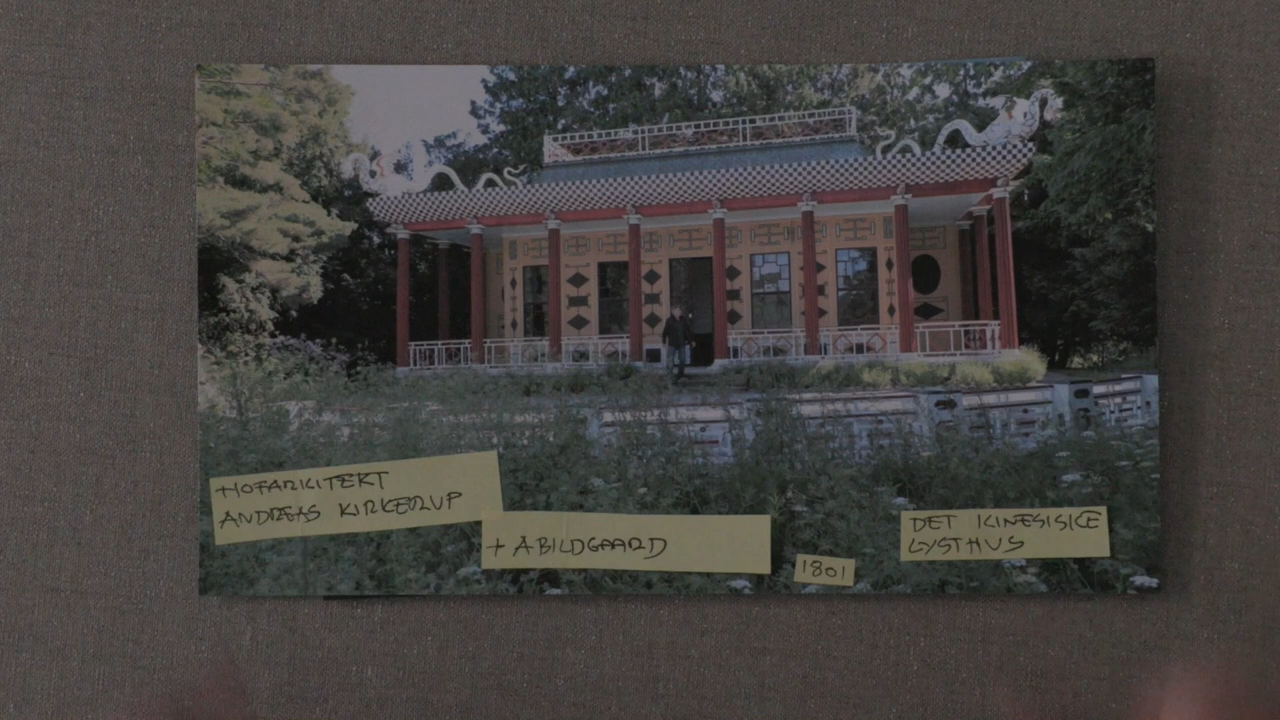 HOFARKITEKT
ANDREAS KIRKERUP
+ ABILDGAARD
1801
DET KINESISKE
LYSTHUS